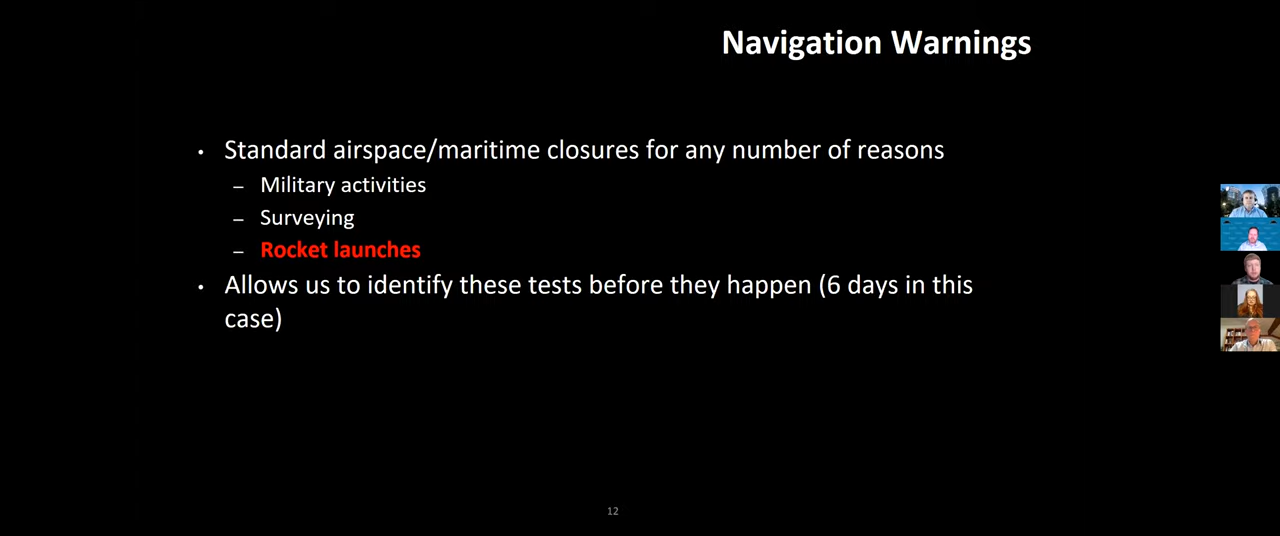 Navigation Warnings
• Standard airspace/maritime closures for any number of reasons
– Military activities
– Surveying
– Rocket launches
• Allows us to identify these tests before they happen (6 days in this
case)
12